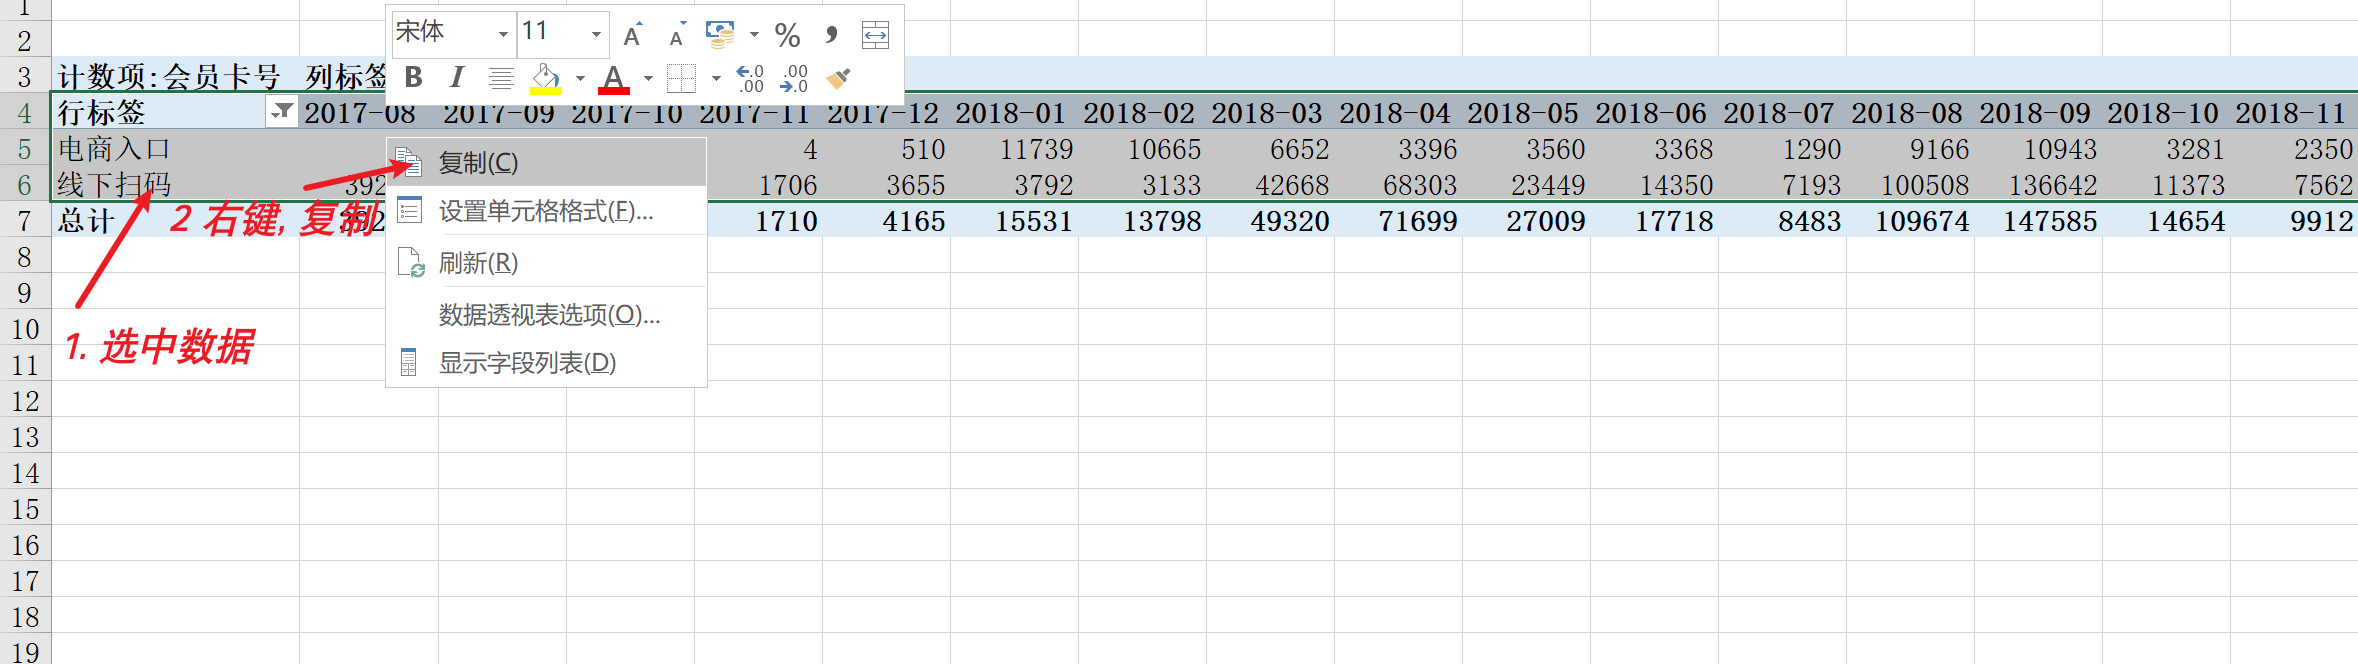 1
2
宋体 11 A A % ,
3 计数项:会员卡号 列标签
B I A .0 .00 .00 .0
4 行标签 2017-08 2017-09 2017-10 2017-11 2017-12 2018-01 2018-02 2018-03 2018-04 2018-05 2018-06 2018-07 2018-08 2018-09 2018-10 2018-11
5 电商入口 4 510 11739 10665 6652 3396 3560 3368 1290 9166 10943 3281 2350
复制(C)
6 线下扫码 392 1706 3655 3792 3133 42668 68303 23449 14350 7193 100508 136642 11373 7562
设置单元格格式(F)...
2 右键, 复制
7 总计 392 1710 4165 15531 13798 49320 71699 27009 17718 8483 109674 147585 14654 9912
8
刷新(R)
9
数据透视表选项(O)...
10
1. 选中数据
11
显示字段列表(D)
12
13
14
15
16
17
18
19